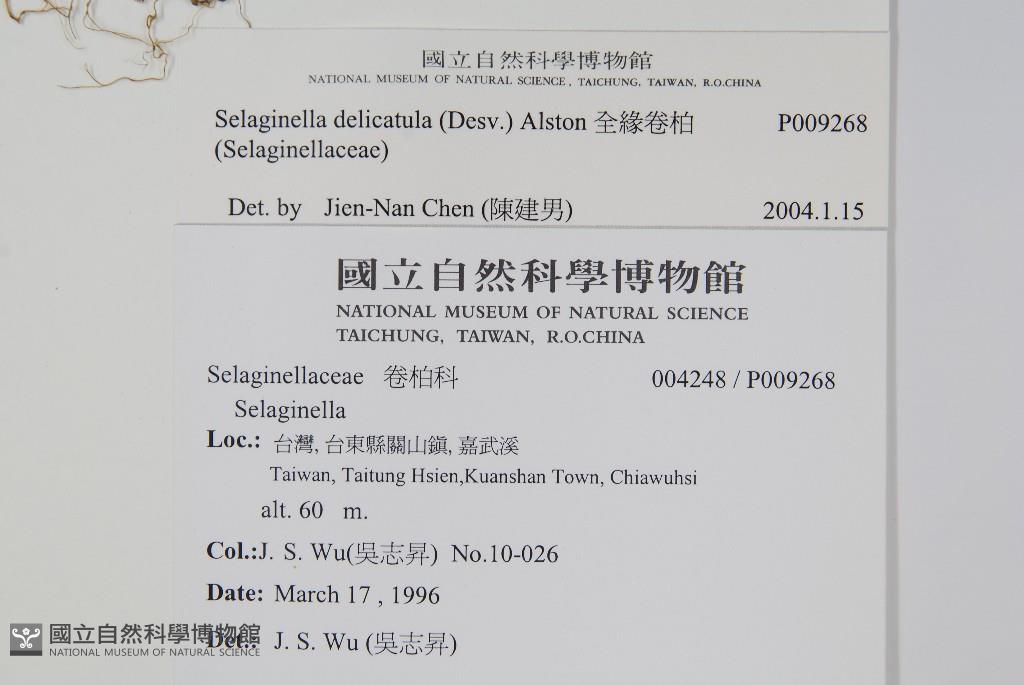 國立自然科學博物館
NATIONAL MUSEUM OF NATURAL SCIENCE, TAICHUNG, TAIWAN, R.O.CHINA
Selaginella delicatula (Desv.) Alston 全緣卷柏 P009268
(Selaginellaceae)
Det. by Jien-Nan Chen (陳建男) 2004.1.15
國立自然科學博物館
NATIONAL MUSEUM OF NATURAL SCIENCE
TAICHUNG, TAIWAN, R.O.CHINA
Selaginellaceae 卷柏科 004248 / P009268
Selaginella
Loc.: 台灣, 台東縣關山鎮, 嘉武溪
Taiwan, Taitung Hsien,Kuanshan Town, Chiawuhsi
alt. 60 m.
Col.:J. S. Wu(吳志昇) No.10-026
Date: March 17 , 1996
Det.: J. S. Wu (吳志昇)
國立自然科學博物館
NATIONAL MUSEUM OF NATURAL SCIENCE